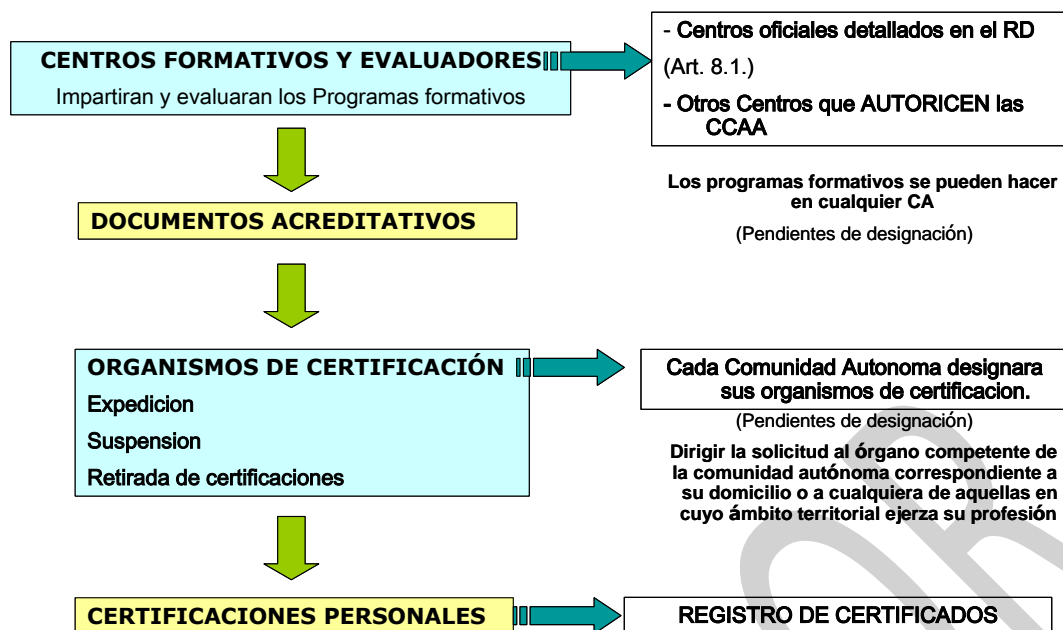 CENTROS FORMATIVOS Y EVALUADORES
Impartiran y evaluaran los Programas formativos
- Centros oficiales detallados en el RD
(Art. 8.1.)
- Otros Centros que AUTORICEN las
CCAA
Los programas formativos se pueden hacer
en cualquier CA
(Pendientes de designación)
DOCUMENTOS ACREDITATIVOS
ORGANISMOS DE CERTIFICACIÓN
Expedicion
Suspension
Retirada de certificaciones
Cada Comunidad Autonoma designara
sus organismos de certificacion.
(Pendientes de designación)
Dirigir la solicitud al órgano competente de
la comunidad autónoma correspondiente a
su domicilio o a cualquiera de aquellas en
cuyo ámbito territorial ejerza su profesión
CERTIFICACIONES PERSONALES
REGISTRO DE CERTIFICADOS